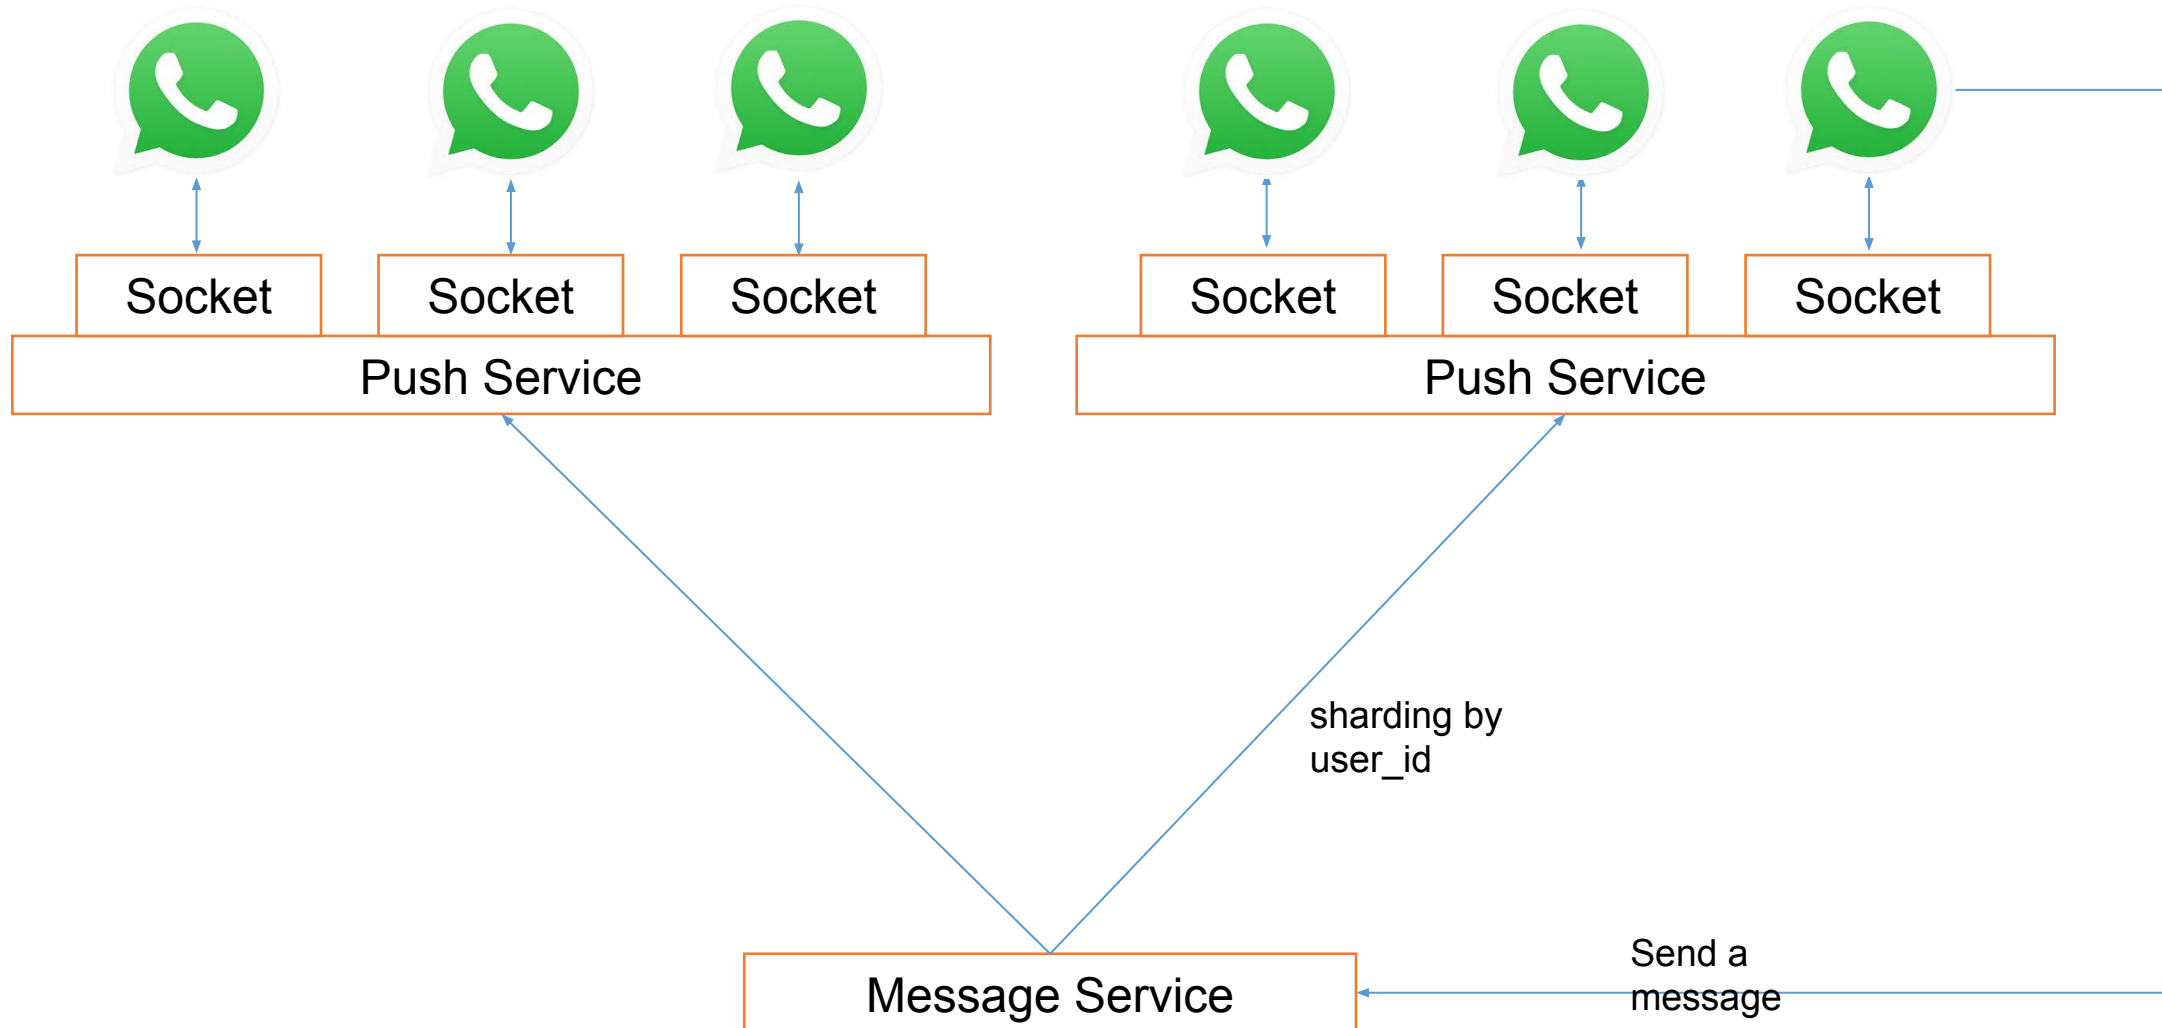 Socket
Socket
Socket
Socket
Socket
Socket
Push Service
Push Service
sharding by
user_id
Send a
message
Message Service